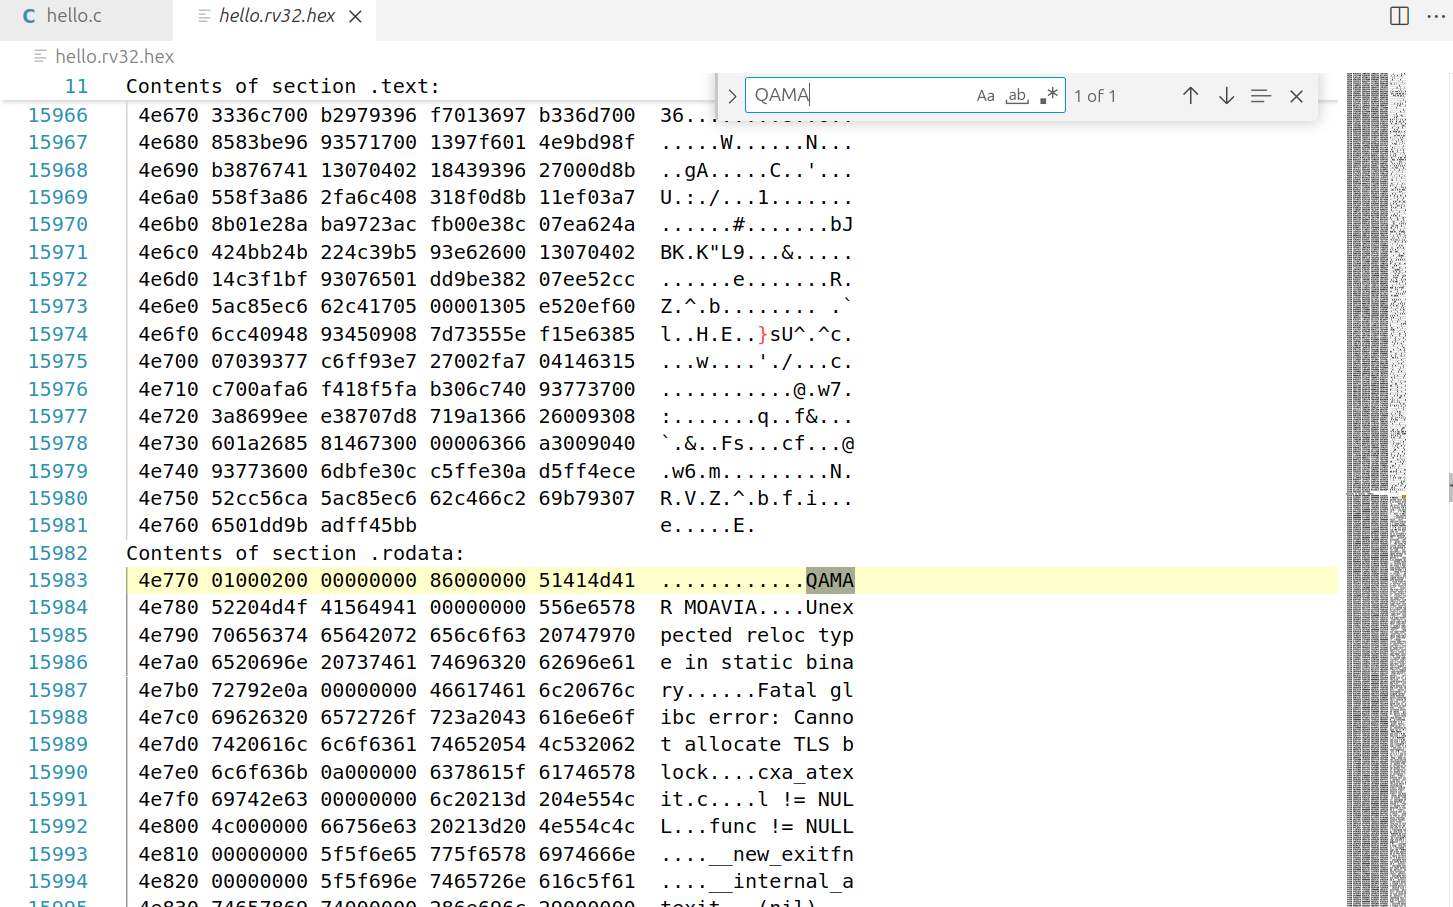 hello.c
hello.rv32.hex
hello.rv32.hex
11 Contents of section .text:
QAMA
Aa ab .* 1 of 1
15966 4e670 3336c700 b2979396 f7013697 b336d700
15967 4e680 8583be96 93571700 1397f601 4e9bd98f .....W......N...
15968 4e690 b3876741 13070402 18439396 27000d8b ..gA.....C..'...
15969 4e6a0 558f3a86 2fa6c408 318f0d8b 11ef03a7 U.:./...1.......
15970 4e6b0 8b01e28a ba9723ac fb00e38c 07ea624a ......#.......bJ
15971 4e6c0 424bb24b 224c39b5 93e62600 13070402 BK.K"L9...&.....
15972 4e6d0 14c3f1bf 93076501 dd9be382 07ee52cc ......e.......R.
15973 4e6e0 5ac85ec6 62c41705 00001305 e520ef60 Z.^.b........ .`
15974 4e6f0 6cc40948 93450908 7d73555e f15e6385 l..H.E..}sU^.^c.
15975 4e700 07039377 c6ff93e7 27002fa7 04146315 ...w....'./...c.
15976 4e710 c700afa6 f418f5fa b306c740 93773700 ...........@.w7.
15977 4e720 3a8699ee e38707d8 719a1366 26009308 :.......q..f&...
15978 4e730 601a2685 81467300 00006366 a3009040 `.&..Fs...cf...@
15979 4e740 93773600 6dbfe30c c5ffe30a d5ff4ece .w6.m.........N.
15980 4e750 52cc56ca 5ac85ec6 62c466c2 69b79307 R.V.Z.^.b.f.i...
15981 4e760 6501dd9b adff45bb e.....E.
15982 Contents of section .rodata:
15983 4e770 01000200 00000000 86000000 51414d41 ............QAMA
15984 4e780 52204d4f 41564941 00000000 556e6578 R MOAVIA....Unex
15985 4e790 70656374 65642072 656c6f63 20747970 pected reloc typ
15986 4e7a0 6520696e 20737461 74696320 62696e61 e in static bina
15987 4e7b0 72792e0a 00000000 46617461 6c20676c ry......Fatal gl
15988 4e7c0 69626320 6572726f 723a2043 616e6e6f ibc error: Canno
15989 4e7d0 7420616c 6c6f6361 74652054 4c532062 t allocate TLS b
15990 4e7e0 6c6f636b 0a000000 6378615f 61746578 lock....cxa_atex
15991 4e7f0 69742e63 00000000 6c20213d 204e554c it.c....l != NUL
15992 4e800 4c000000 66756e63 20213d20 4e554c4c L...func != NULL
15993 4e810 00000000 5f5f6e65 775f6578 6974666e ....__new_exitfn
15994 4e820 00000000 5f5f696e 7465726e 616c5f61 ....__internal_a
15995 4e830 74657869 74000000 286e696c 29000000 texit...(nil)...